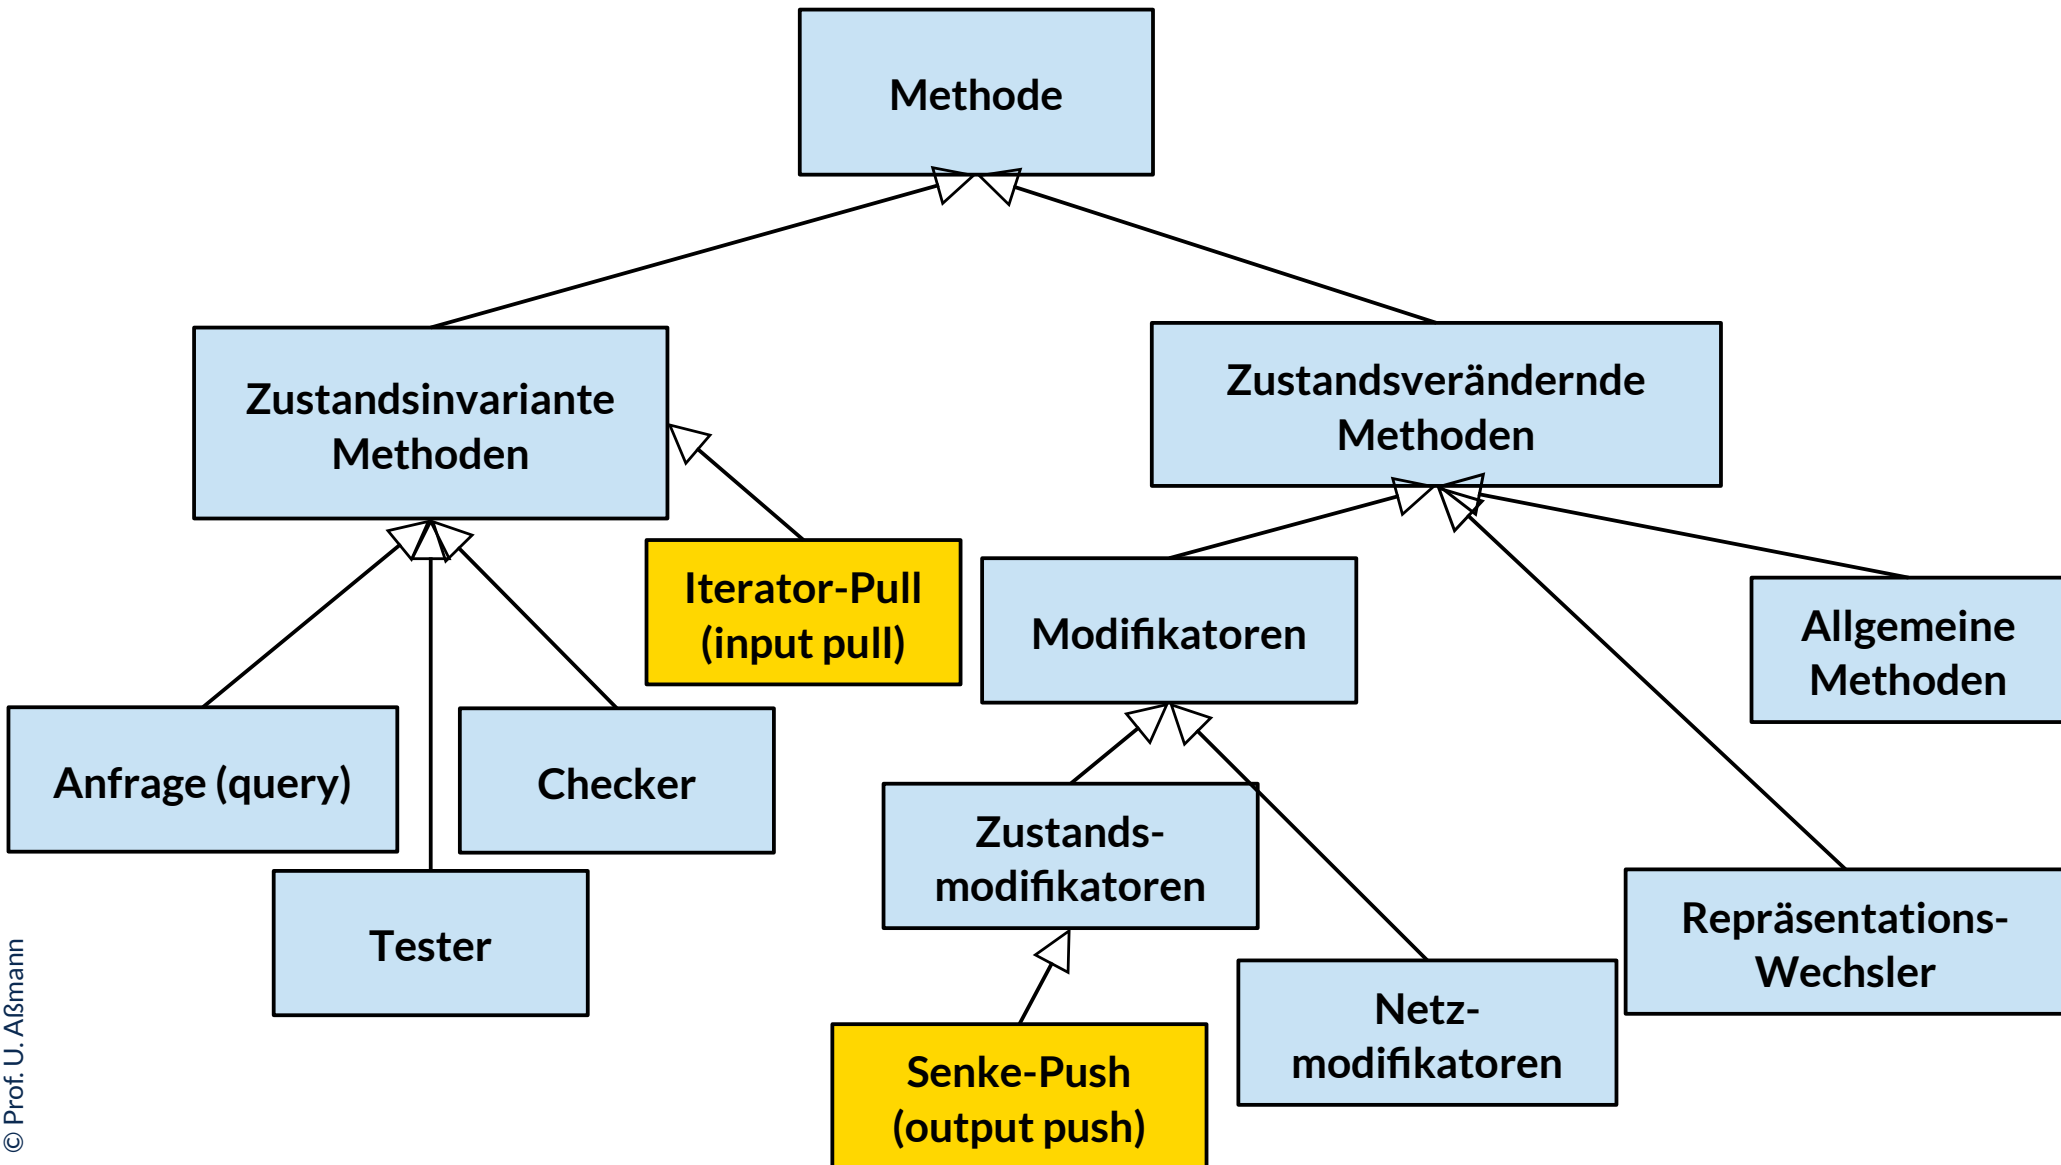 Methode
Zustandsinvariante
Methoden
Zustandsverändernde
Methoden
Iterator-Pull
(input pull)
Modifikatoren
Allgemeine
Methoden
Anfrage (query)
Checker
Zustands-
modifikatoren
Tester
Repräsentations-
Wechsler
Netz-
modifikatoren
Senke-Push
(output push)
© Prof. U. Aßmann